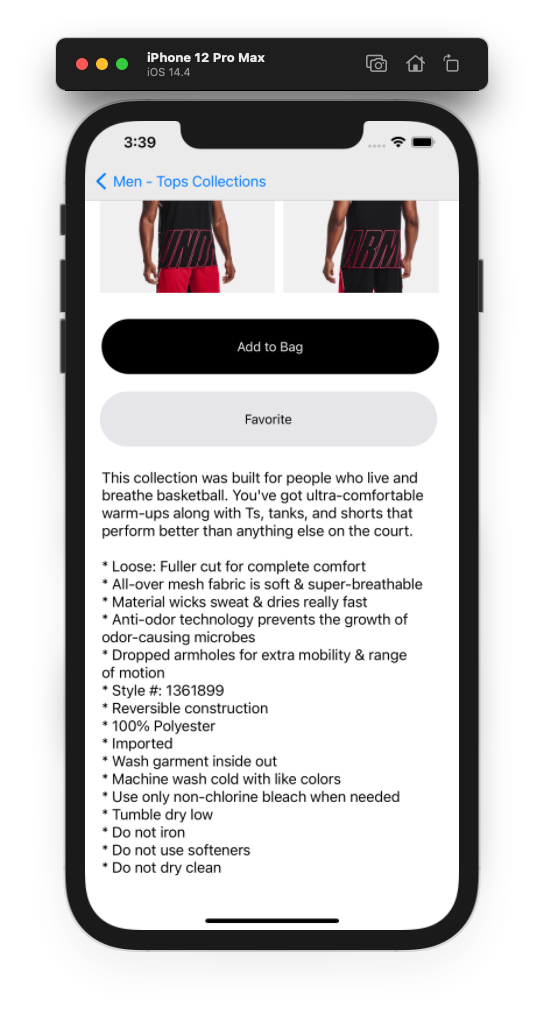 iPhone 12 Pro Max
iOS 14.4
3:39
Men - Tops Collections
UND
ARM
Add to Bag
Favorite
This collection was built for people who live and
breathe basketball. You've got ultra-comfortable
warm-ups along with Ts, tanks, and shorts that
perform better than anything else on the court.
* Loose: Fuller cut for complete comfort
* All-over mesh fabric is soft & super-breathable
* Material wicks sweat & dries really fast
* Anti-odor technology prevents the growth of
odor-causing microbes
* Dropped armholes for extra mobility & range
of motion
* Style #: 1361899
* Reversible construction
* 100% Polyester
* Imported
* Wash garment inside out
* Machine wash cold with like colors
* Use only non-chlorine bleach when needed
* Tumble dry low
* Do not iron
* Do not use softeners
* Do not dry clean